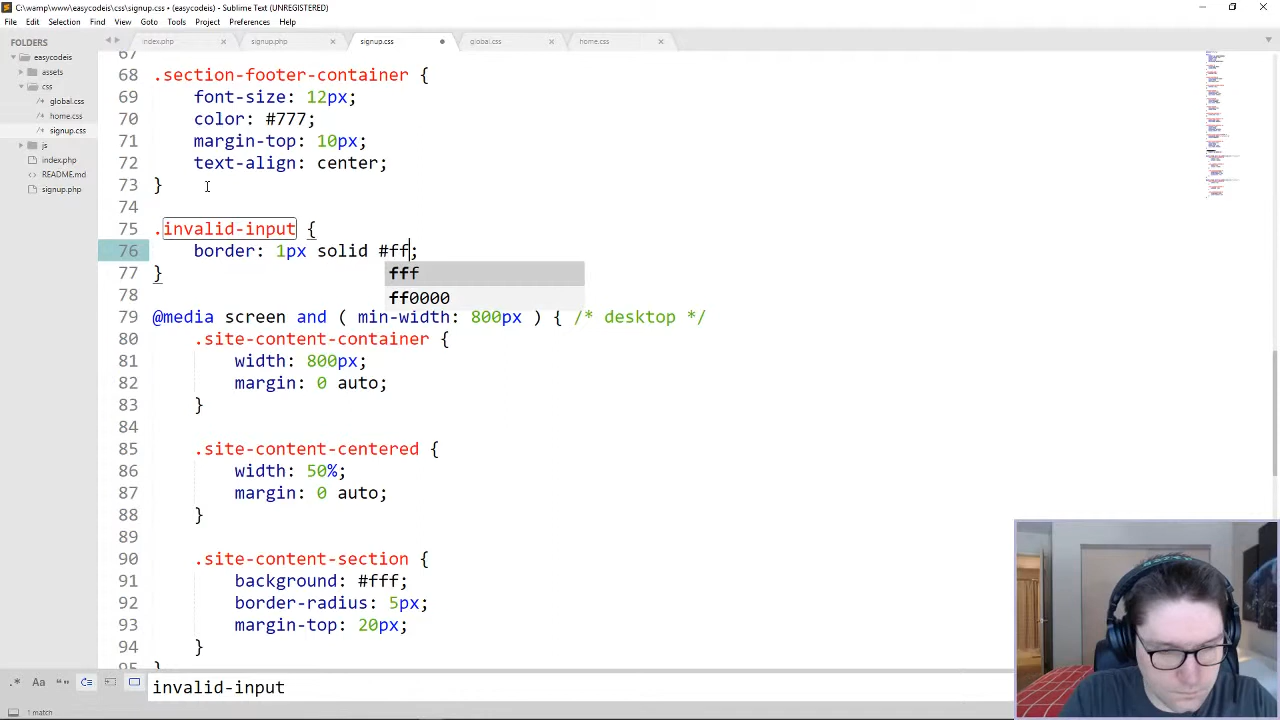 C:\wamp\www\easycodeis\css\signup.css • (easycodeis) - Sublime Text (UNREGISTERED)
File Edit Selection Find View Goto Tools Project Preferences Help
FOLDERS
index.php × signup.php × signup.css • global.css × home.css ×
easycodeis
assets
css
global.css
home.css
signup.css
js
index.php
README.md
signup.php
67
68 .section-footer-container {
69 font-size: 12px;
70 color: #777;
71 margin-top: 10px;
72 text-align: center;
73 }
74
75 .invalid-input {
76 border: 1px solid #ff;
fff
77 }
78
ff0000
79 @media screen and ( min-width: 800px ) { /* desktop */
80 .site-content-container {
81 width: 800px;
82 margin: 0 auto;
83 }
84
85 .site-content-centered {
86 width: 50%;
87 margin: 0 auto;
88 }
89
90 .site-content-section {
91 background: #fff;
92 border-radius: 5px;
93 margin-top: 20px;
94 }
95 }
.* Aa “” invalid-input
1 match